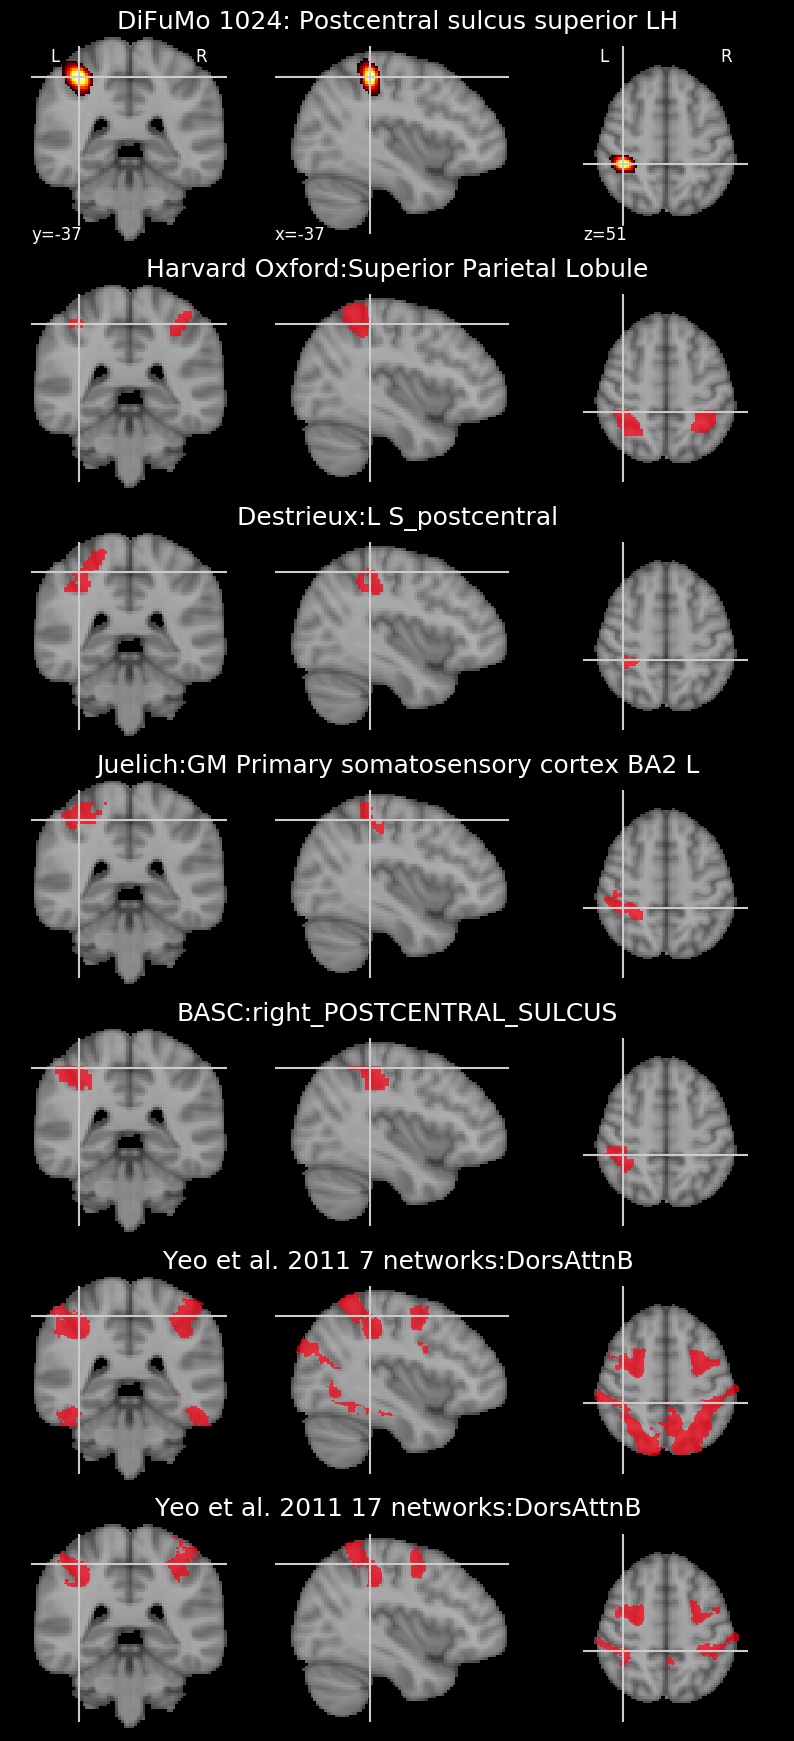 DiFuMo 1024: Postcentral sulcus superior LH
L R L R
y=-37 x=-37 z=51
Harvard Oxford:Superior Parietal Lobule
Destrieux:L S_postcentral
Juelich:GM Primary somatosensory cortex BA2 L
BASC:right_POSTCENTRAL_SULCUS
Yeo et al. 2011 7 networks:DorsAttnB
Yeo et al. 2011 17 networks:DorsAttnB